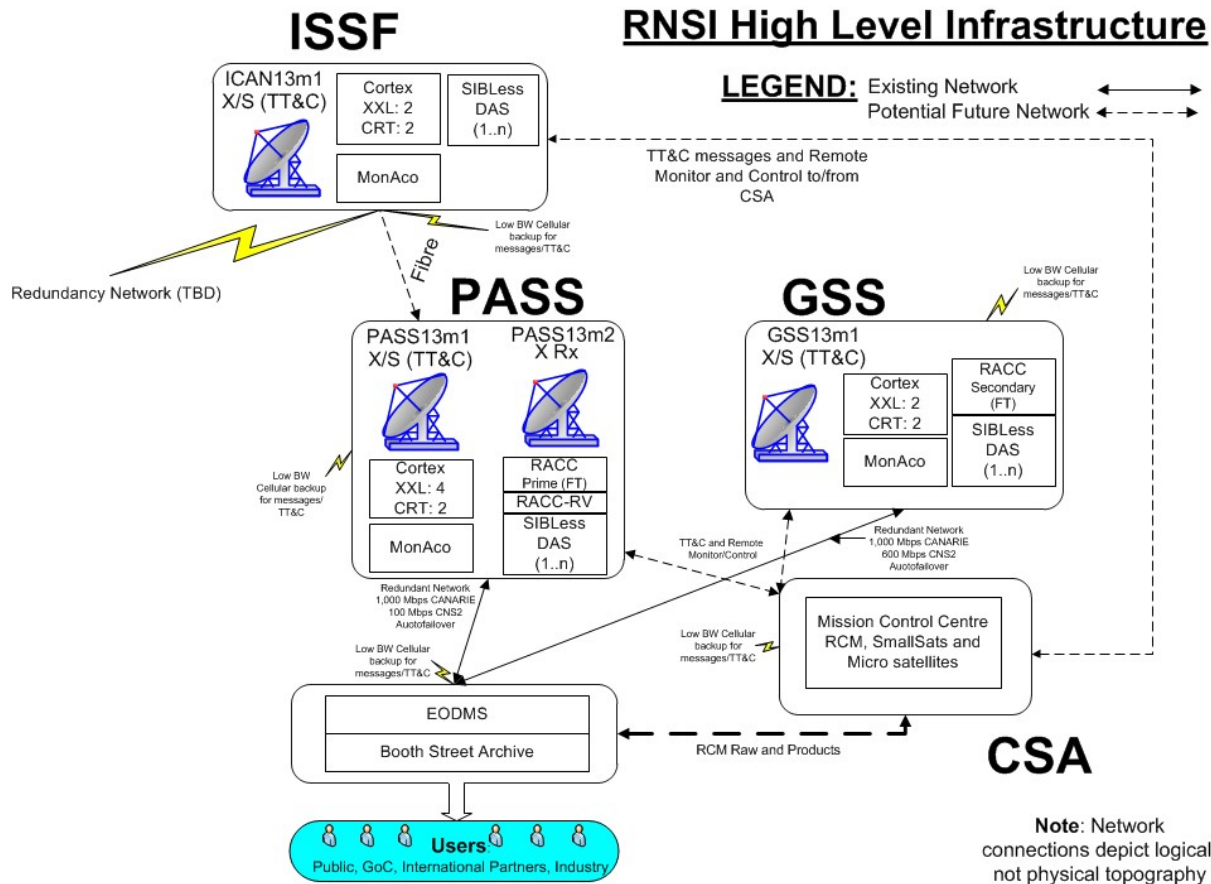 ISSF
RNSI High Level Infrastructure
LEGEND:
Existing Network
Potential Future Network
ICAN13m1
X/S (TT&C)
Cortex
XXL: 2
CRT: 2
SIBLess
DAS
(1..n)
MonAco
TT&C messages and Remote
Monitor and Control to/from
CSA
Low BW Cellular
backup for
messages/TT&C
Fibre
Redundancy Network (TBD)
PASS
PASS13m1
X/S (TT&C)
PASS13m2
X Rx
Cortex
XXL: 4
CRT: 2
MonAco
RACC
Prime (FT)
RACC-RV
SIBLess
DAS
(1..n)
Low BW
Cellular backup
for messages/
TT&C
GSS
Low BW Cellular
backup for
messages/TT&C
GSS13m1
X/S (TT&C)
Cortex
XXL: 2
CRT: 2
MonAco
RACC
Secondary
(FT)
SIBLess
DAS
(1..n)
Redundant Network
1,000 Mbps CANARIE
600 Mbps CNS2
Auotofailover
TT&C and Remote
Monitor/Control
Redundant Network
1,000 Mbps CANARIE
100 Mbps CNS2
Auotofailover
Low BW Cellular
backup for
messages/TT&C
Low BW Cellular
backup for
messages/TT&C
Mission Control Centre
RCM, SmallSats and
Micro satellites
EODMS
Booth Street Archive
RCM Raw and Products
CSA
Users:
Public, GoC, International Partners, Industry
Note: Network
connections depict logical
not physical topography